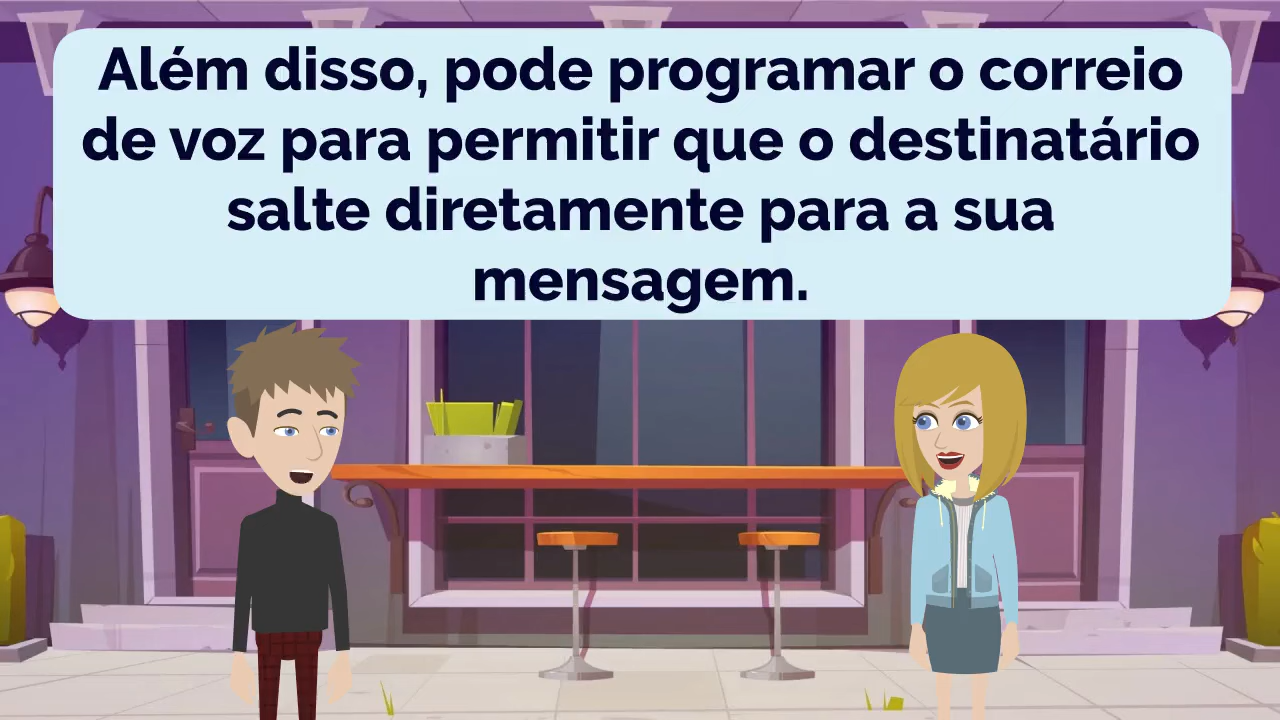 Além disso, pode programar o correio
de voz para permitir que o destinatário
salte diretamente para a sua
mensagem.